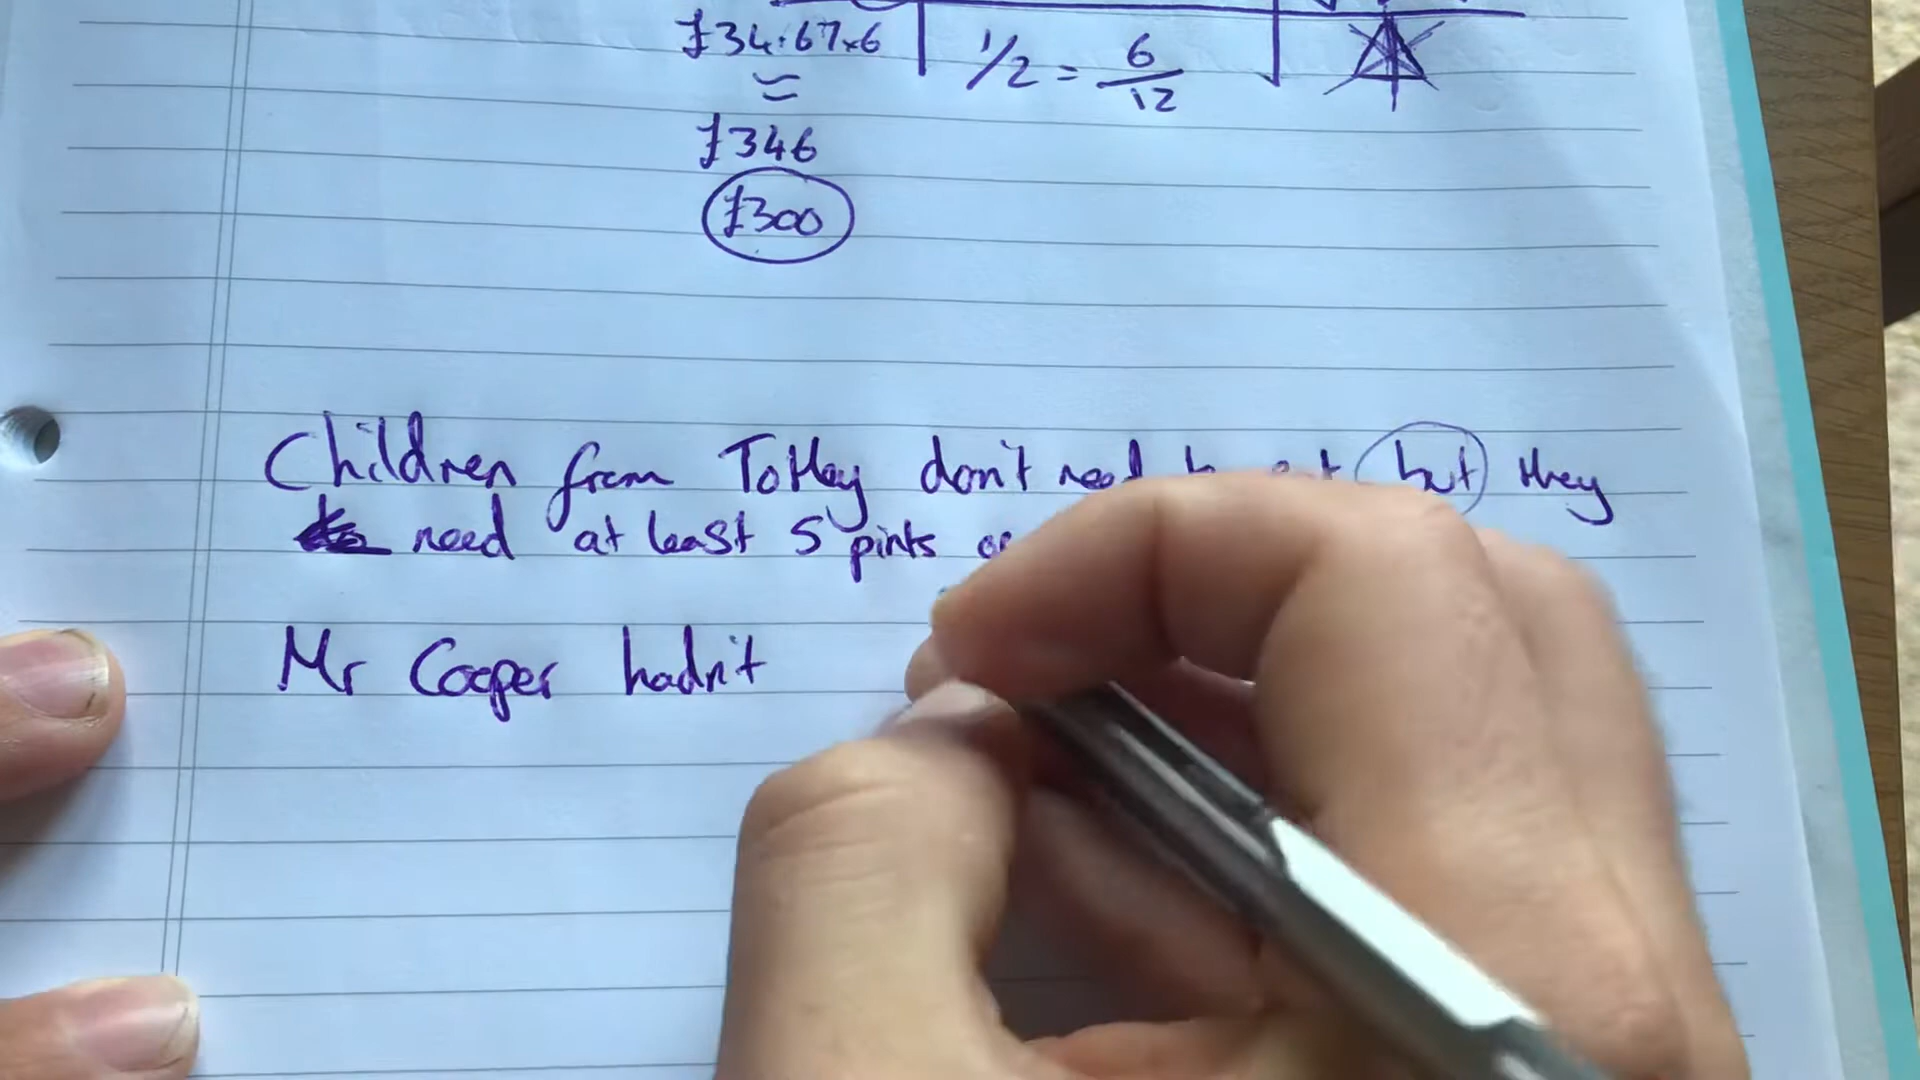 £34.67×6
≈
£346
£300
1/2 = 6/12
Children from Totley don't need but they
need at least 5 pints
Mr Cooper hadn't